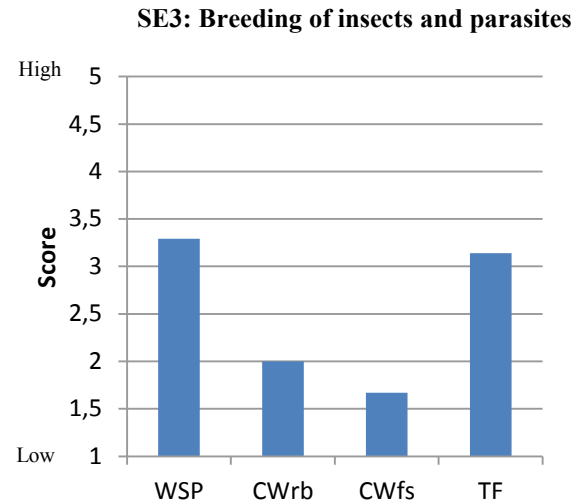 SE3: Breeding of insects and parasites
High
5
4,5
4
3,5
3
2,5
2
1,5
Low
1
Score
WSP CWrb CWfs TF